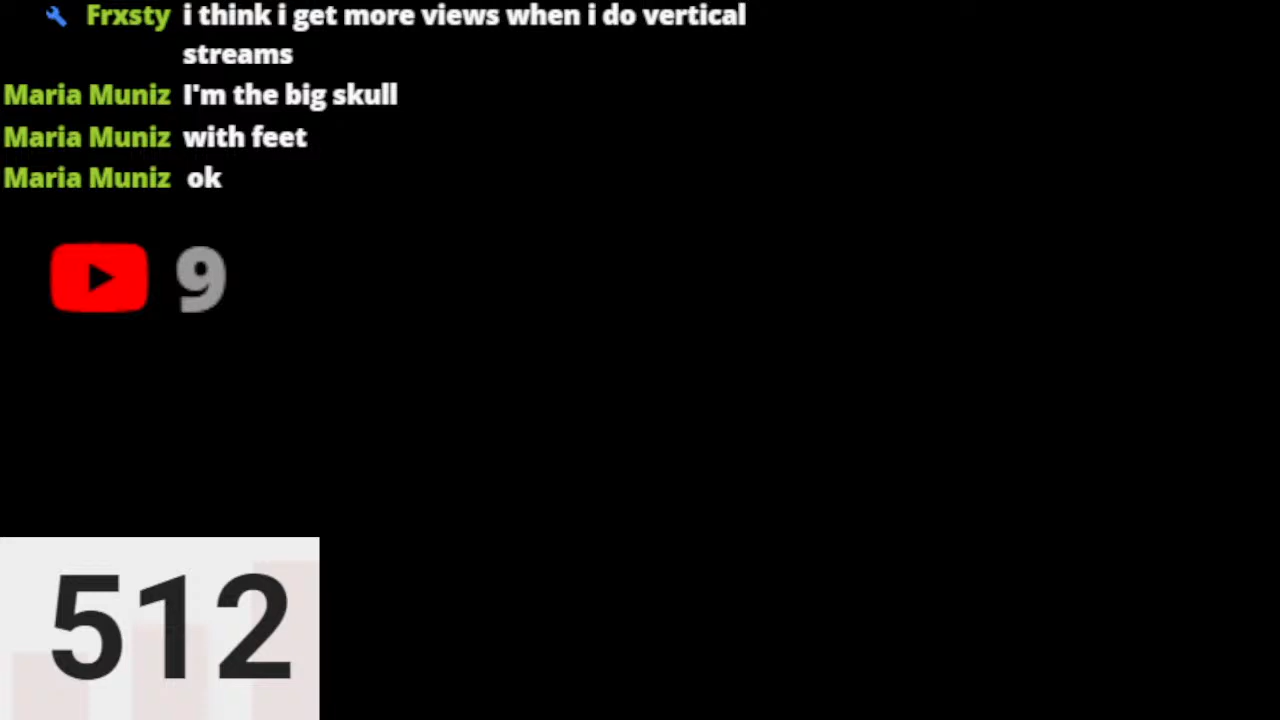 Frxsty i think i get more views when i do vertical
streams
Maria Muniz I'm the big skull
Maria Muniz with feet
Maria Muniz ok
9
512